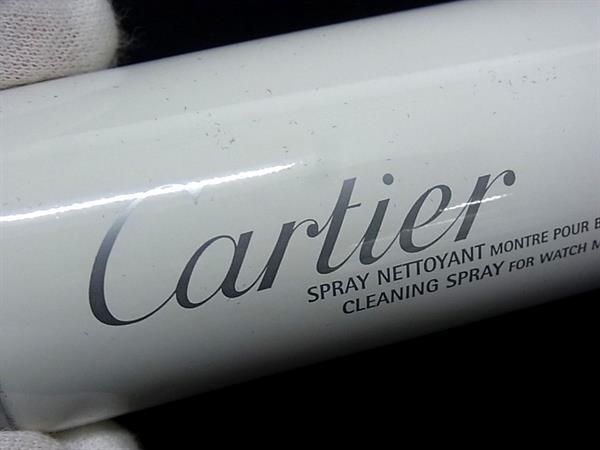 Cartier
SPRAY NETTOYANT MONTRE POUR B
CLEANING SPRAY FOR WATCH M